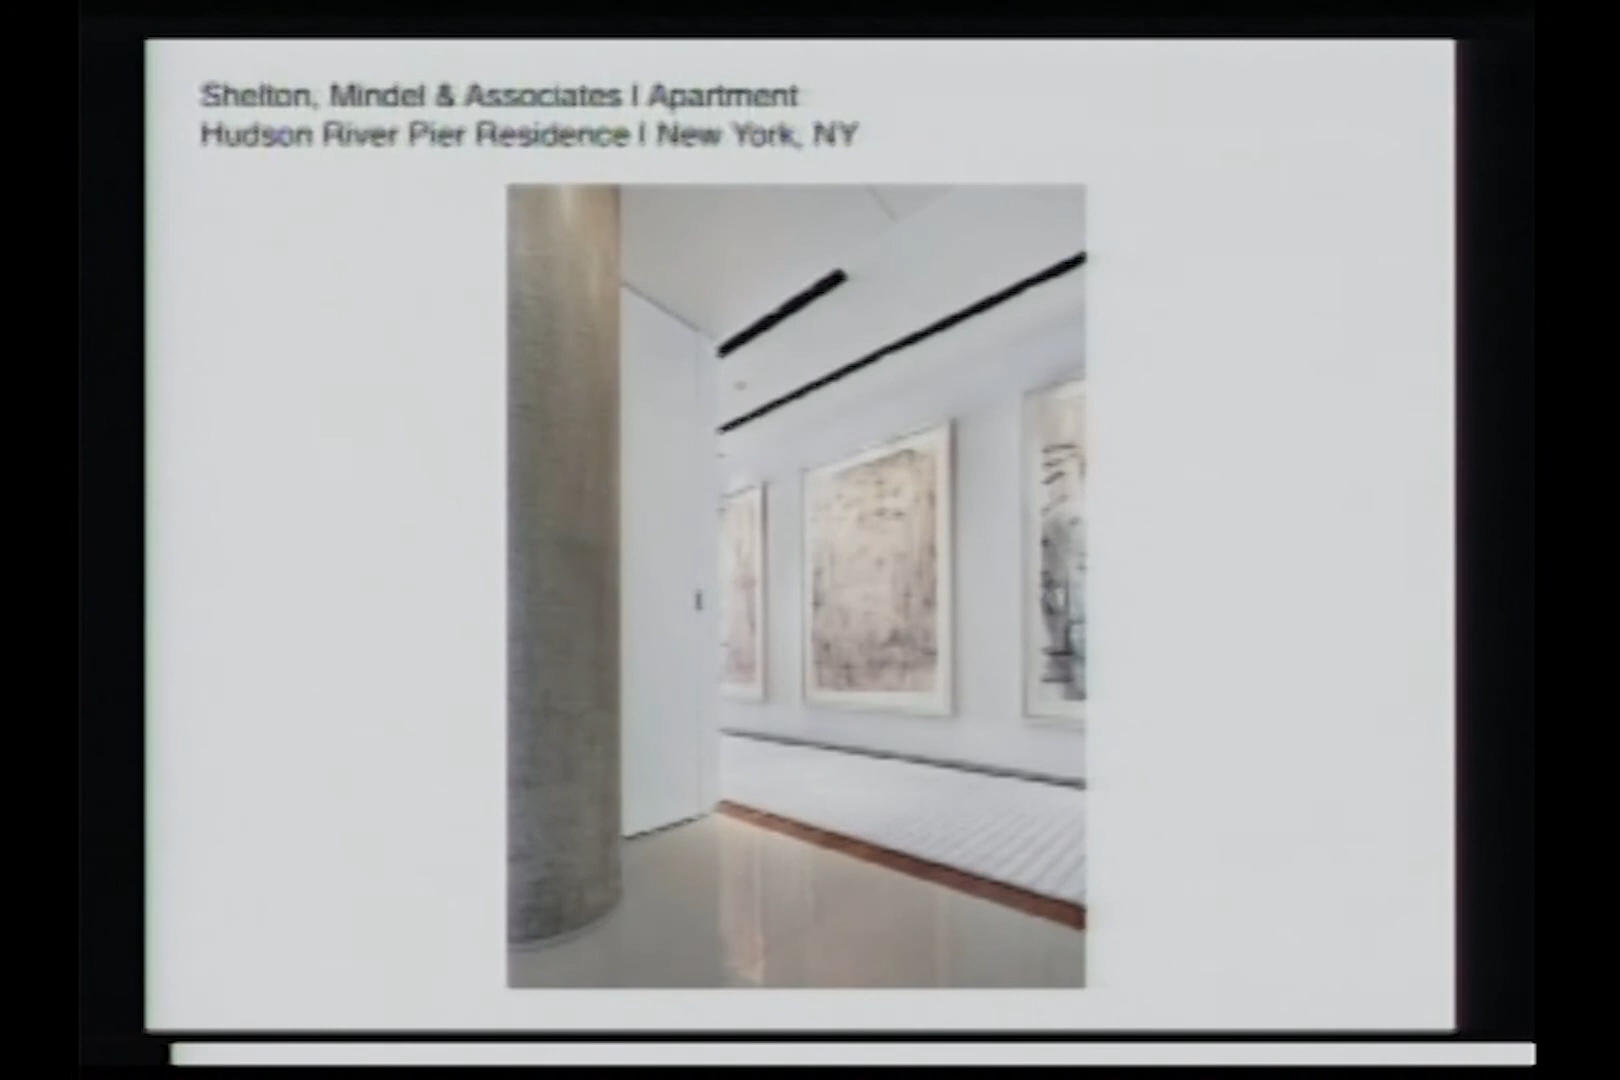 Shelton, Mindel & Associates | Apartment
Hudson River Pier Residence | New York, NY